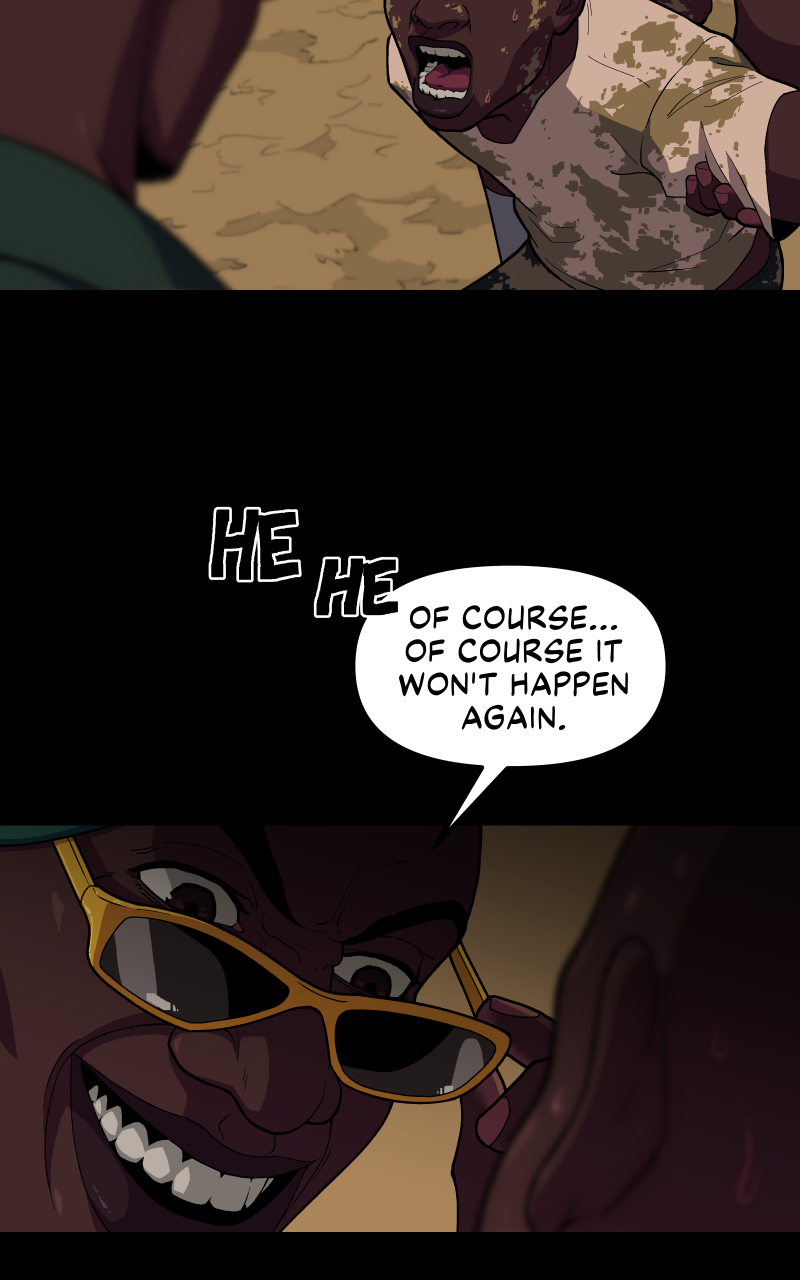 HE
HE
OF COURSE...
OF COURSE IT
WON'T HAPPEN
AGAIN.